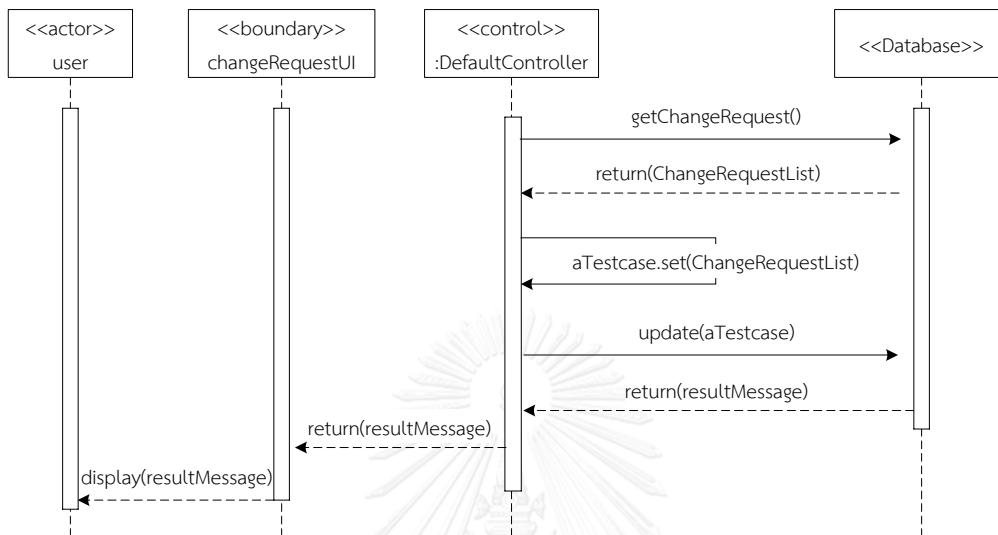 <<actor>>
user
<<boundary>>
changeRequestUI
<<control>>
:DefaultController
<<Database>>
getChangeRequest()
return(ChangeRequestList)
aTestcase.set(ChangeRequestList)
update(aTestcase)
return(resultMessage)
return(resultMessage)
display(resultMessage)